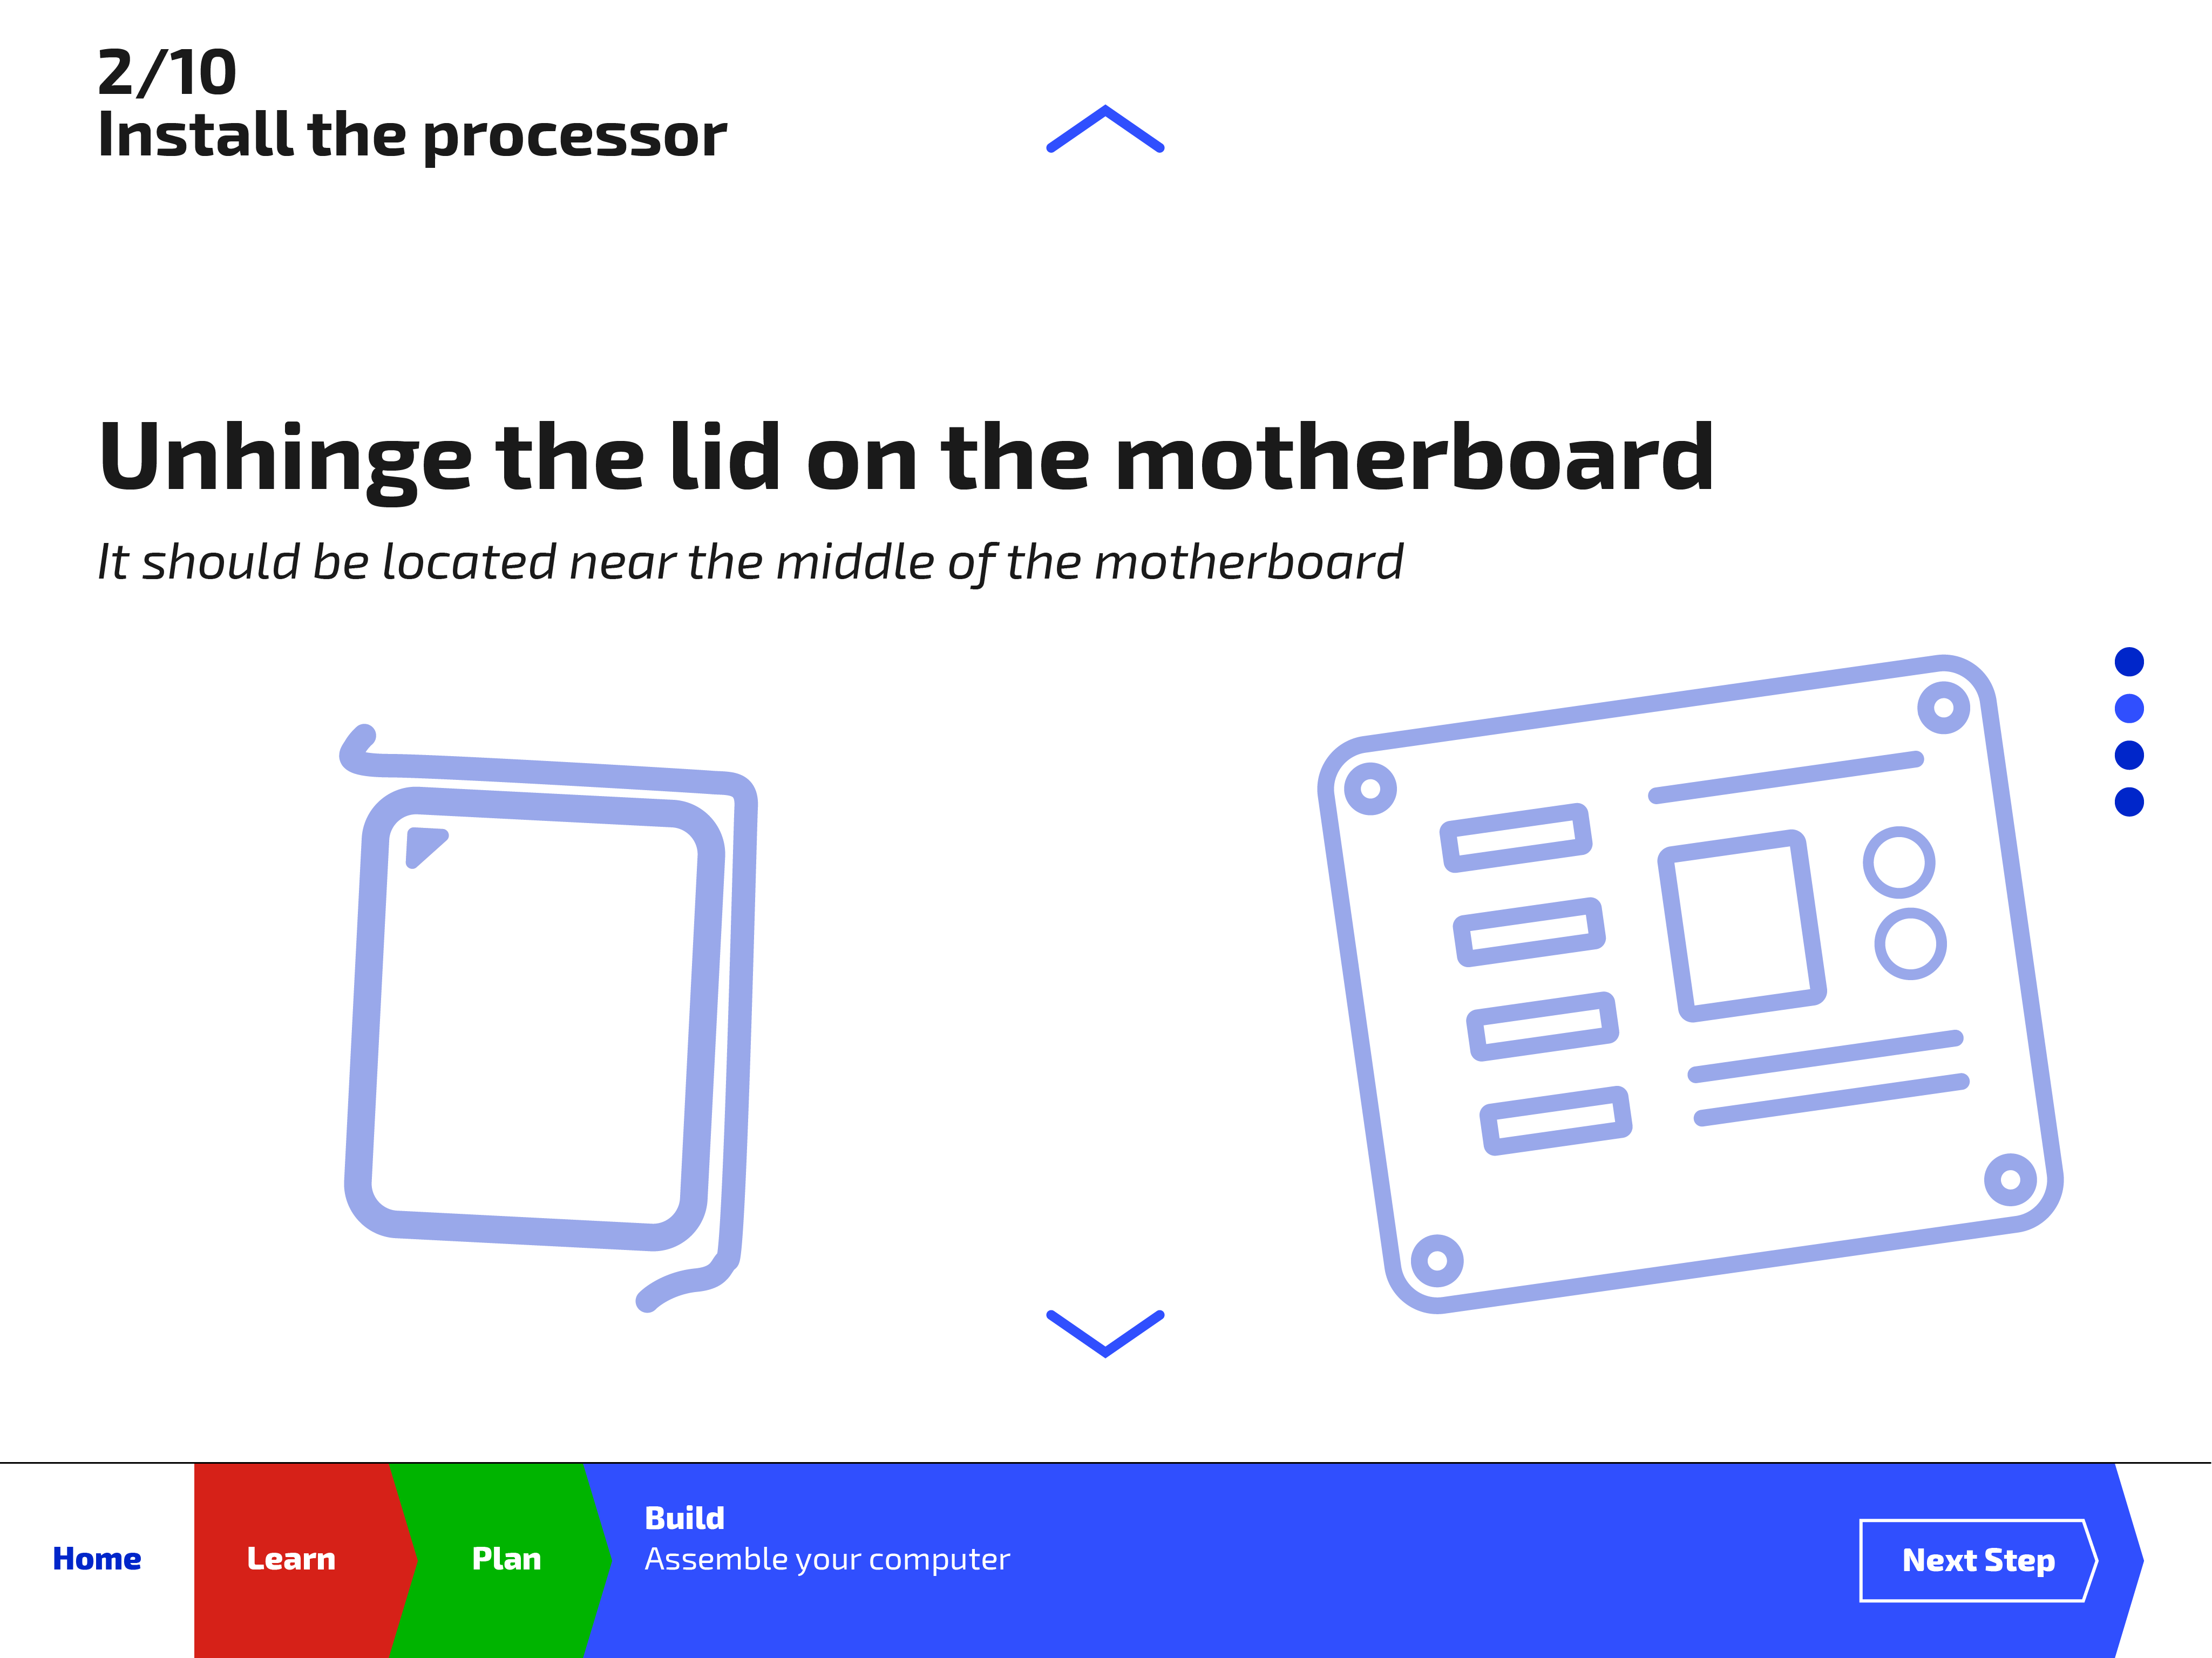 2/10
Install the processor
Unhinge the lid on the motherboard
It should be located near the middle of the motherboard
Home
Learn
Plan
Build
Assemble your computer
Next Step